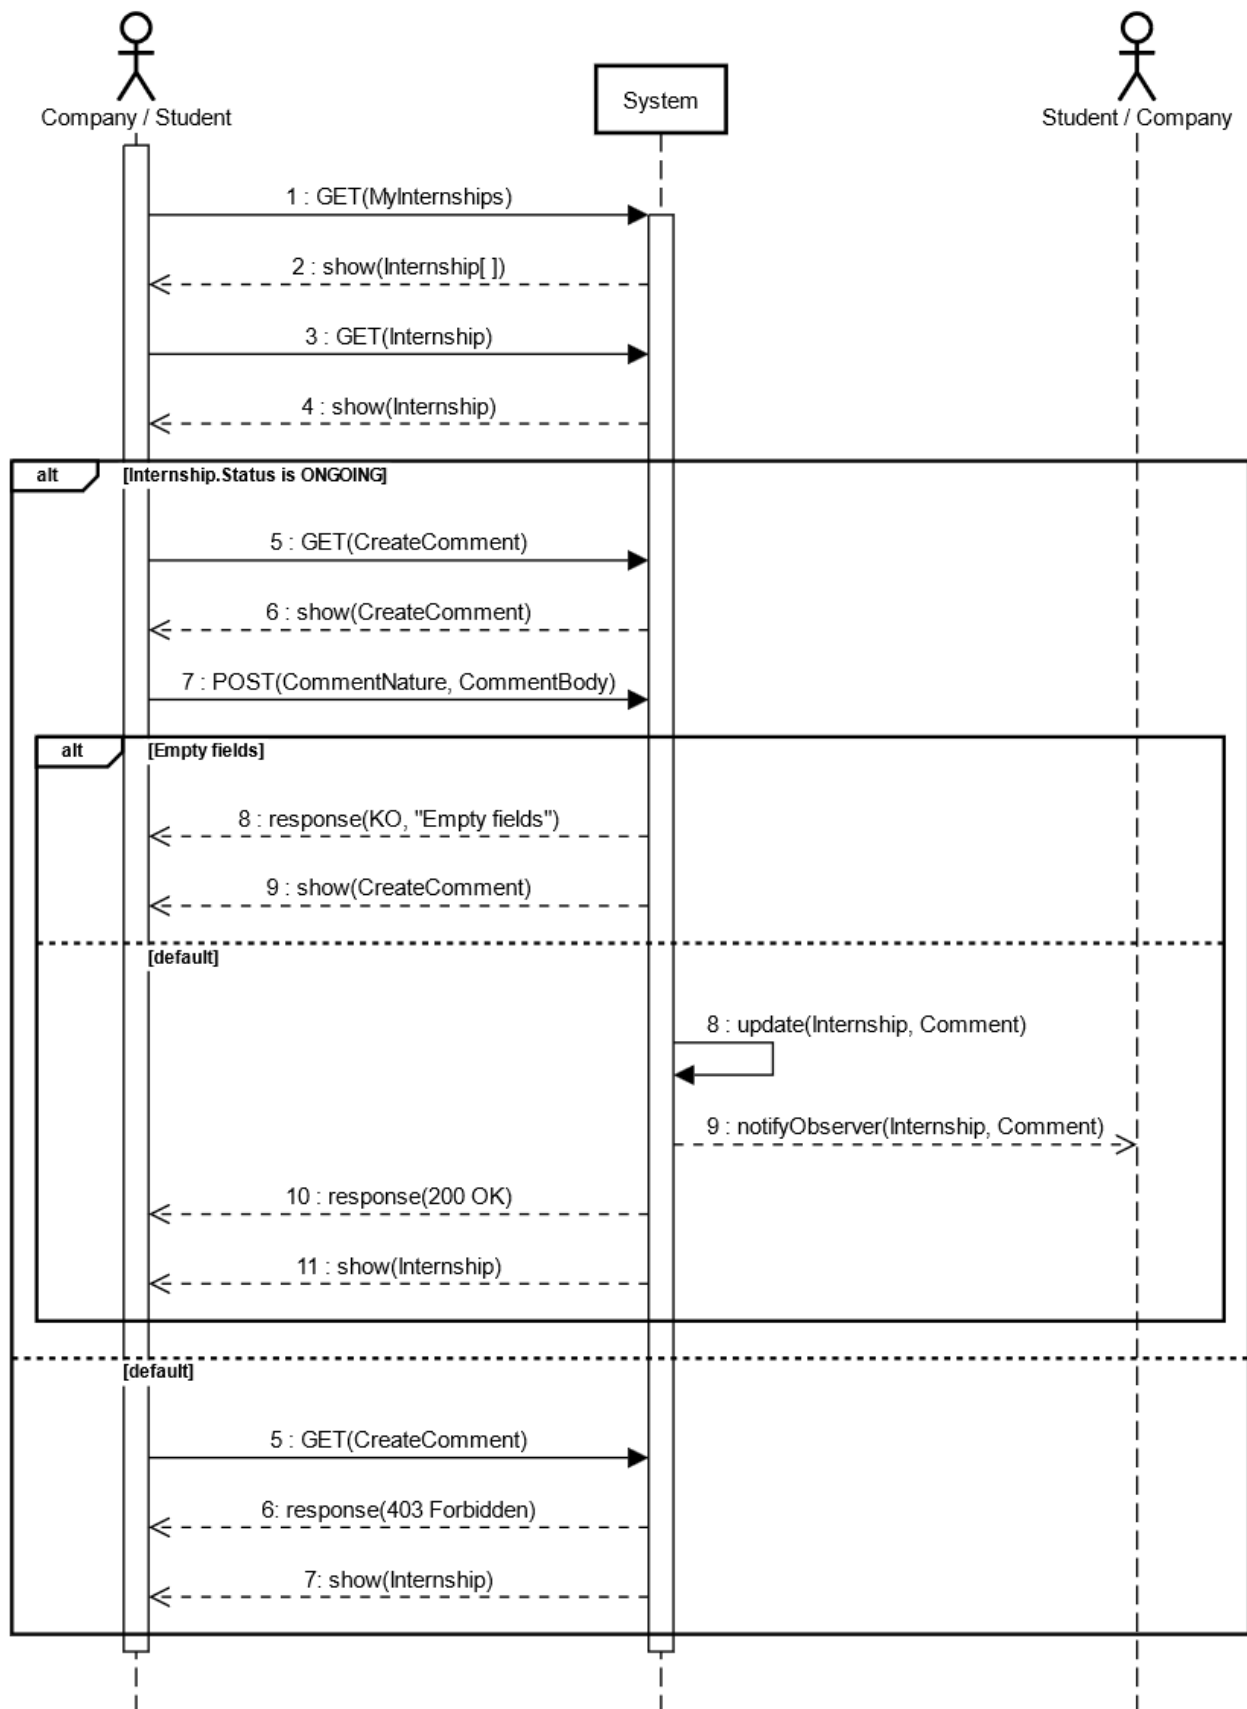 Company / Student
System
Student / Company
1 : GET(MyInternships)
2 : show(Internship[ ])
3 : GET(Internship)
4 : show(Internship)
alt
[Internship.Status is ONGOING]
5 : GET(CreateComment)
6 : show(CreateComment)
7 : POST(CommentNature, CommentBody)
alt
[Empty fields]
8 : response(KO, "Empty fields")
9 : show(CreateComment)
[default]
8 : update(Internship, Comment)
9 : notifyObserver(Internship, Comment)
10 : response(200 OK)
11 : show(Internship)
[default]
5 : GET(CreateComment)
6: response(403 Forbidden)
7: show(Internship)